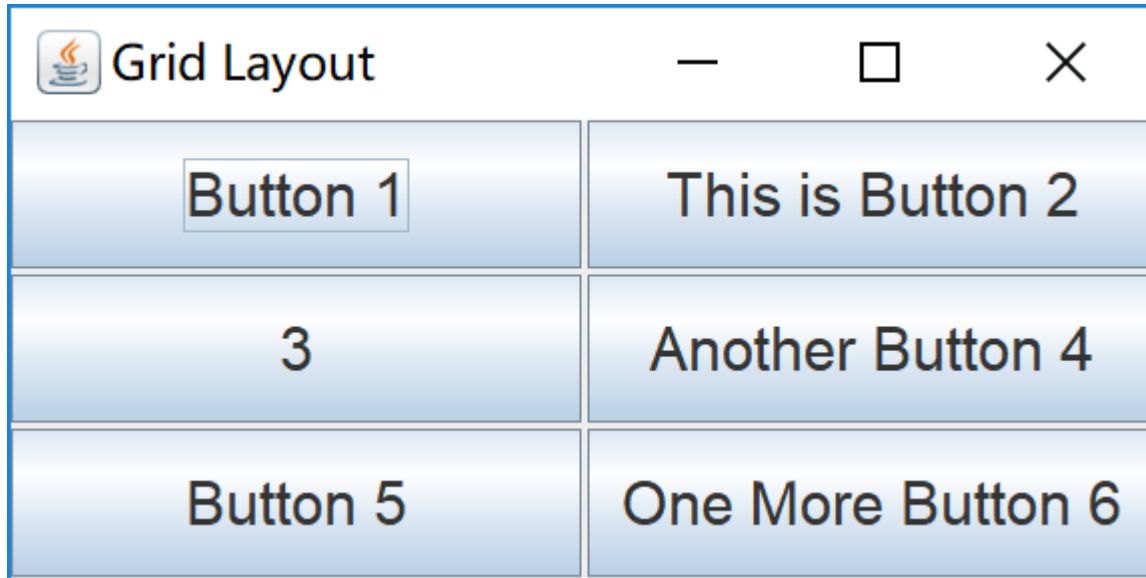 Grid Layout
Button 1
This is Button 2
3
Another Button 4
Button 5
One More Button 6